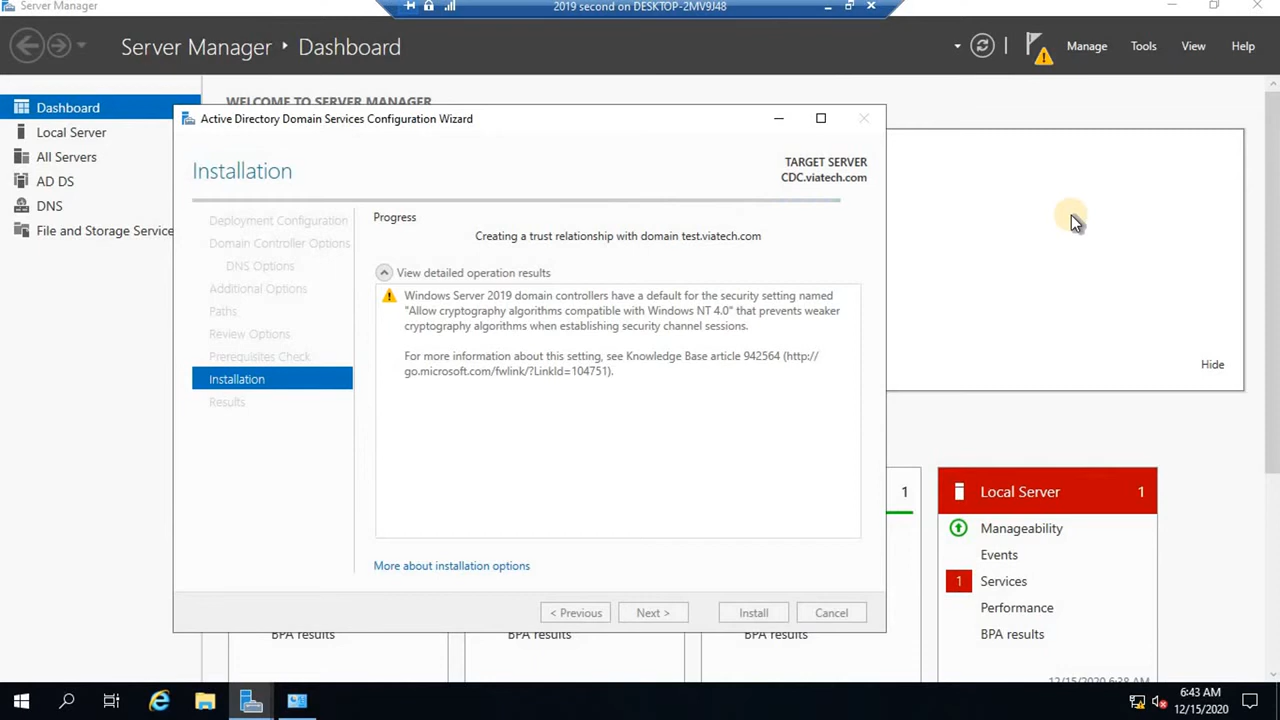 Server Manager
2019 second on DESKTOP-2MV9J48
Server Manager
Dashboard
Manage
Tools
View
Help
Dashboard
Local Server
All Servers
AD DS
DNS
File and Storage Service
WELCOME TO SERVER MANAGER
Active Directory Domain Services Configuration Wizard
Installation
TARGET SERVER
CDC.viatech.com
Deployment Configuration
Domain Controller Options
DNS Options
Additional Options
Paths
Review Options
Prerequisites Check
Installation
Results
Progress
Creating a trust relationship with domain test.viatech.com
View detailed operation results
Windows Server 2019 domain controllers have a default for the security setting named
"Allow cryptography algorithms compatible with Windows NT 4.0" that prevents weaker
cryptography algorithms when establishing security channel sessions.
For more information about this setting, see Knowledge Base article 942564 (http://
go.microsoft.com/fwlink/?LinkId=104751).
More about installation options
< Previous
Next >
Install
Cancel
Hide
1
Local Server
1
Manageability
Events
1
Services
Performance
BPA results
BPA results
BPA results
BPA results
12/15/2020 6:38 AM
6:43 AM
12/15/2020